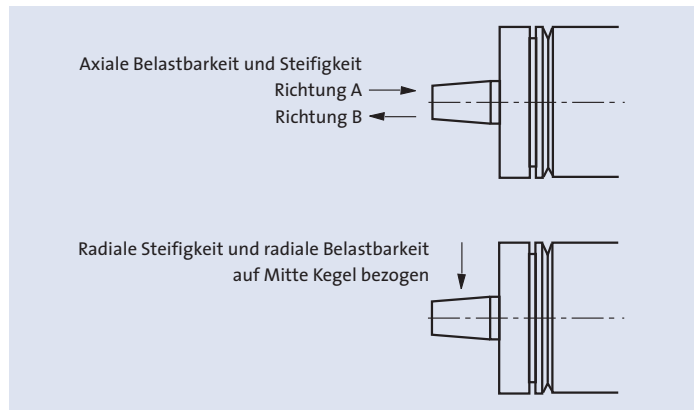 Axiale Belastbarkeit und Steifigkeit
Richtung A
Richtung B
Radiale Steifigkeit und radiale Belastbarkeit
auf Mitte Kegel bezogen